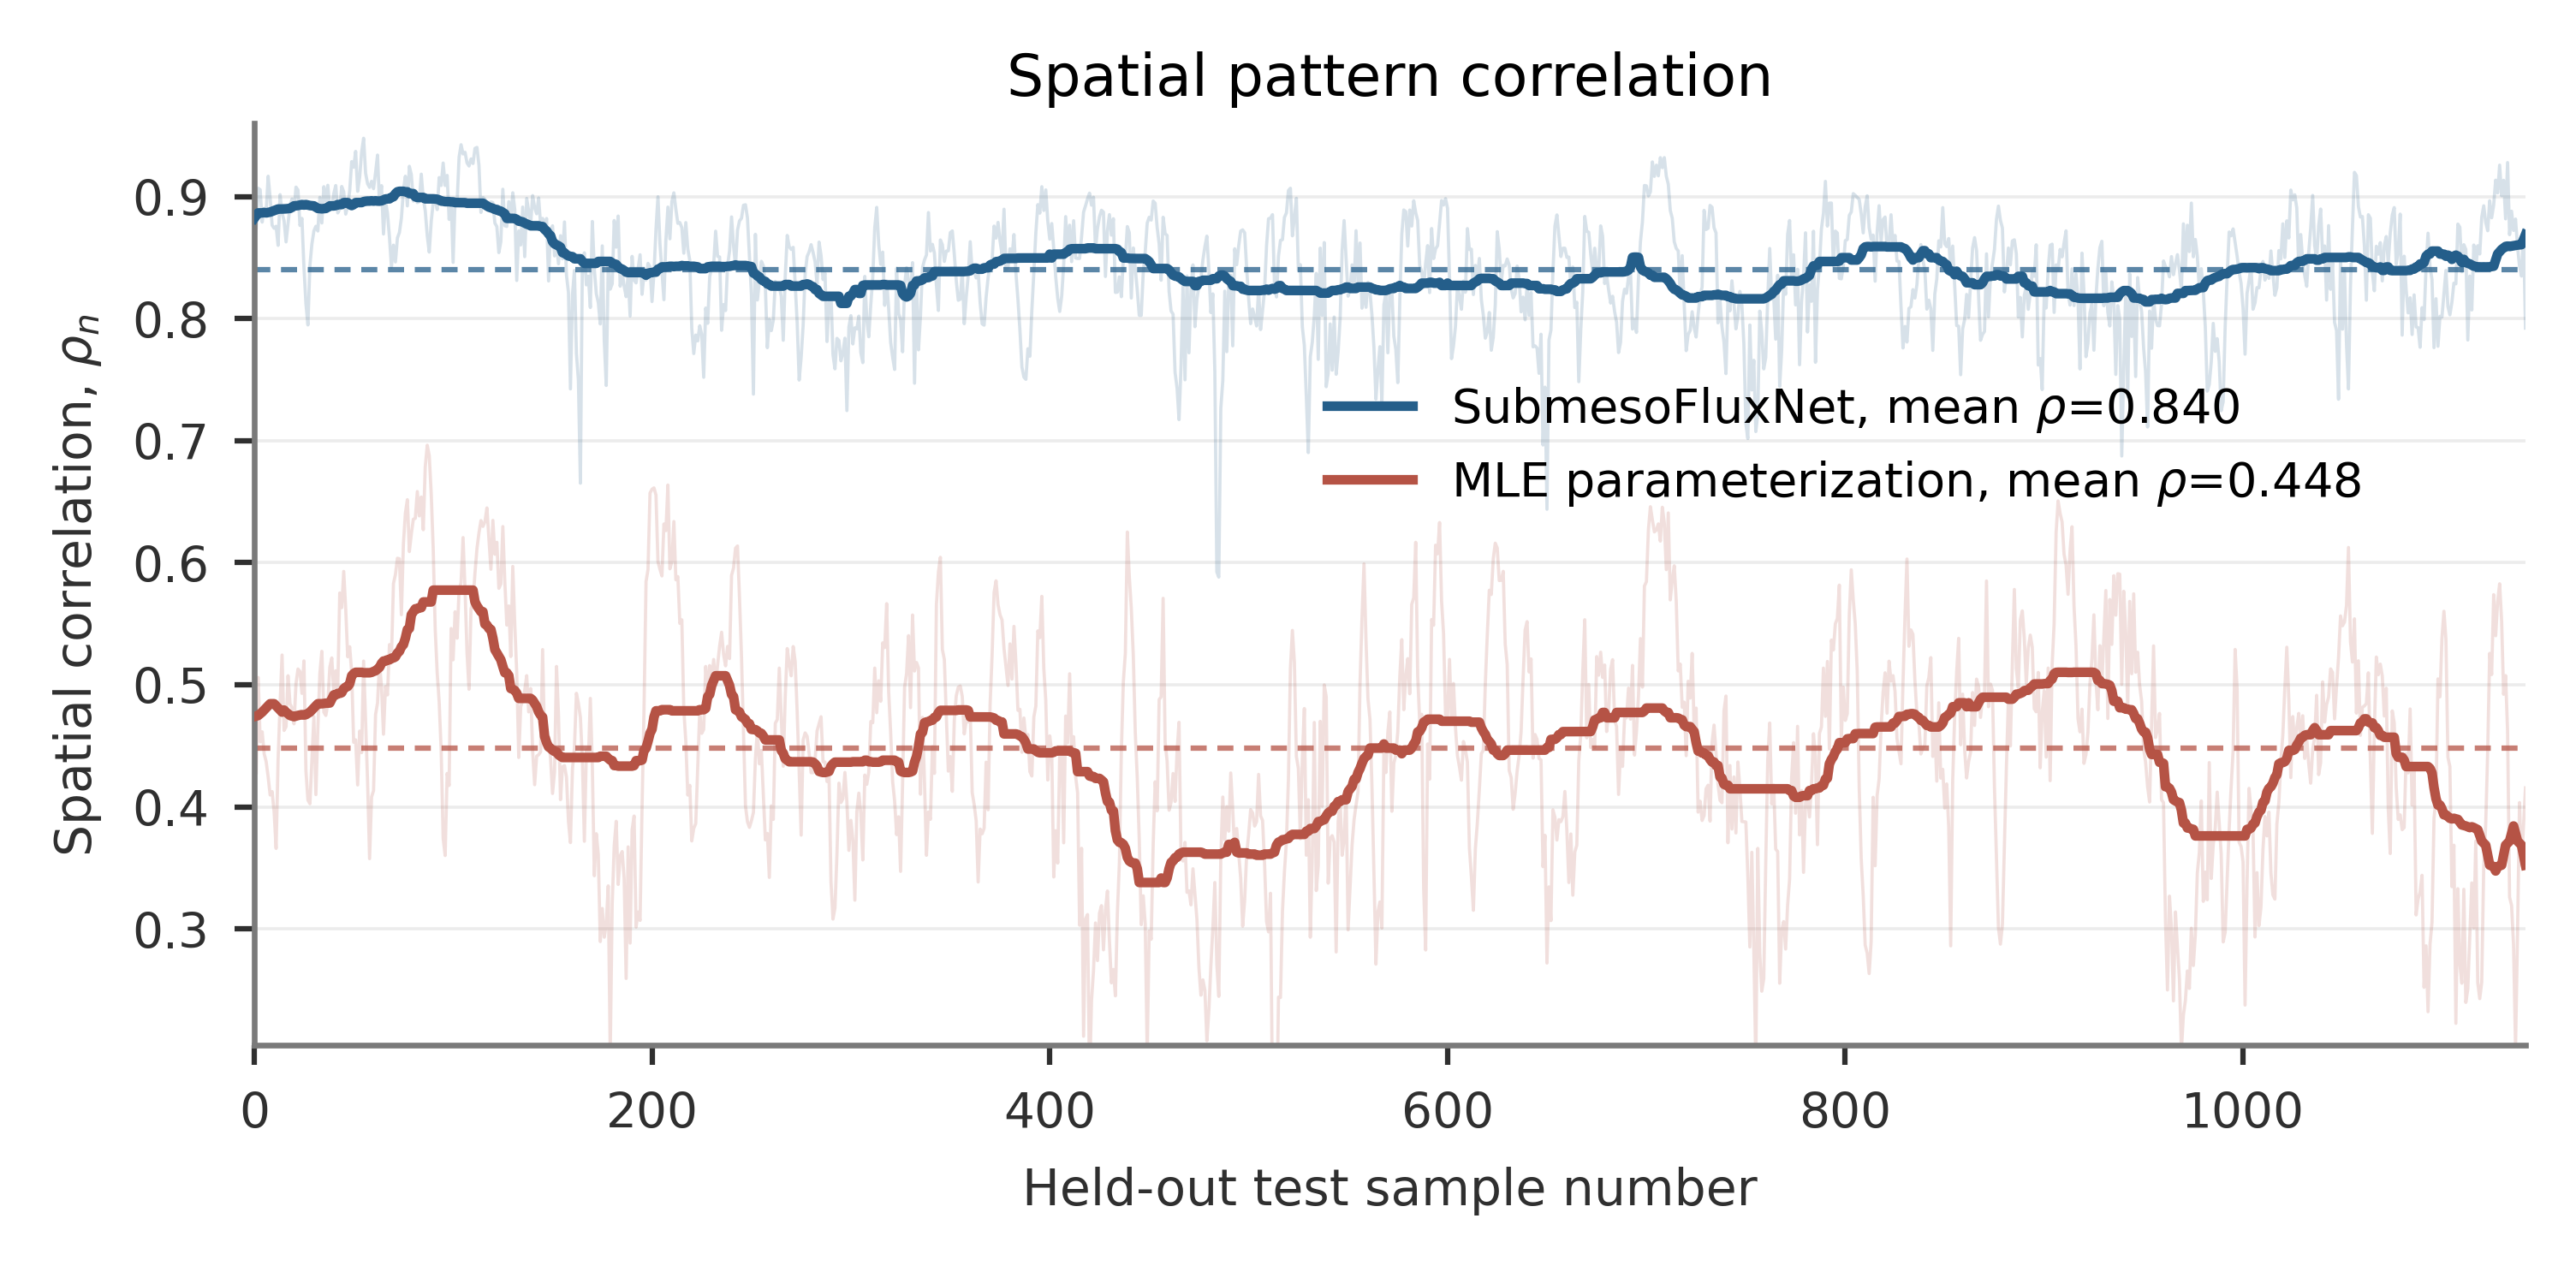 Spatial pattern correlation
Spatial correlation, ρn
0.9
0.8
0.7
0.6
0.5
0.4
0.3
SubmesoFluxNet, mean ρ=0.840
MLE parameterization, mean ρ=0.448
0 200 400 600 800 1000
Held-out test sample number